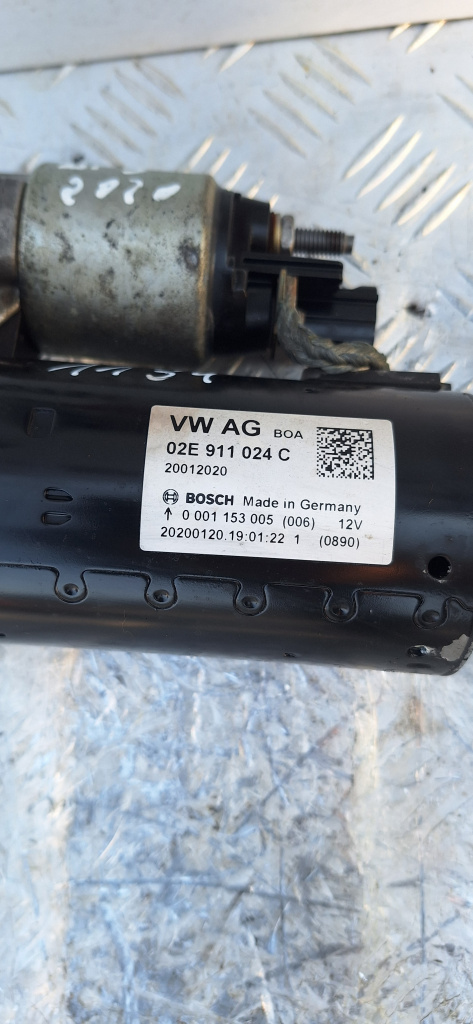 2020
VW AG BOA
02E 911 024 C
20012020
BOSCH Made in Germany
↑ 0 001 153 005 (006) 12V
20200120.19:01:22 1 (0890)